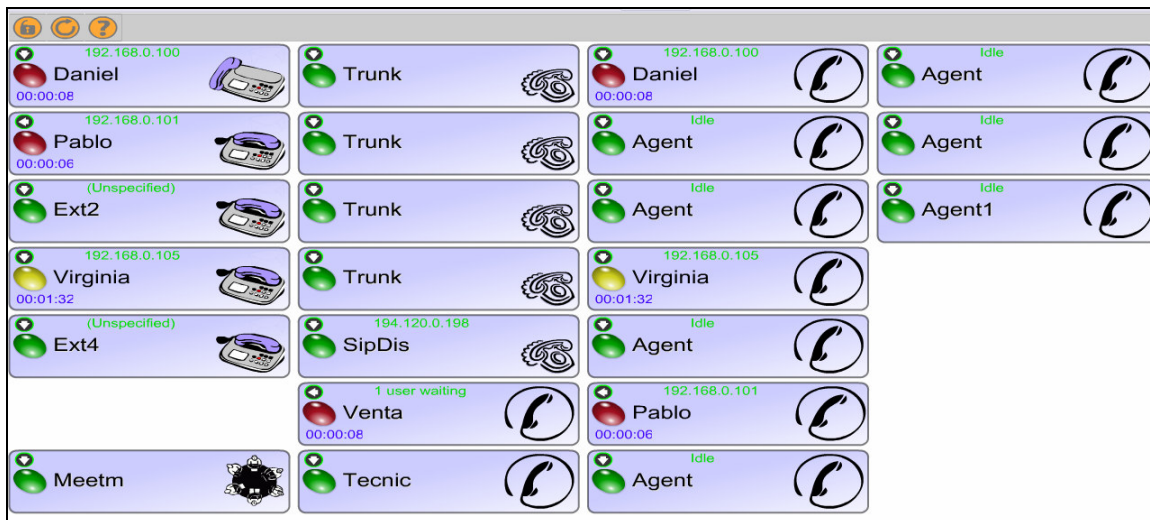 ?
192.168.0.100
Daniel
00:00:08
Trunk
192.168.0.100
Daniel
00:00:08
Idle
Agent
192.168.0.101
Pablo
00:00:06
Trunk
Idle
Agent
Idle
Agent
(Unspecified)
Ext2
Trunk
Idle
Agent
Idle
Agent1
192.168.0.105
Virginia
00:01:32
Trunk
192.168.0.105
Virginia
00:01:32
(Unspecified)
Ext4
194.120.0.198
SipDis
Idle
Agent
1 user waiting
Venta
00:00:08
192.168.0.101
Pablo
00:00:06
Meetm
Tecnic
Idle
Agent